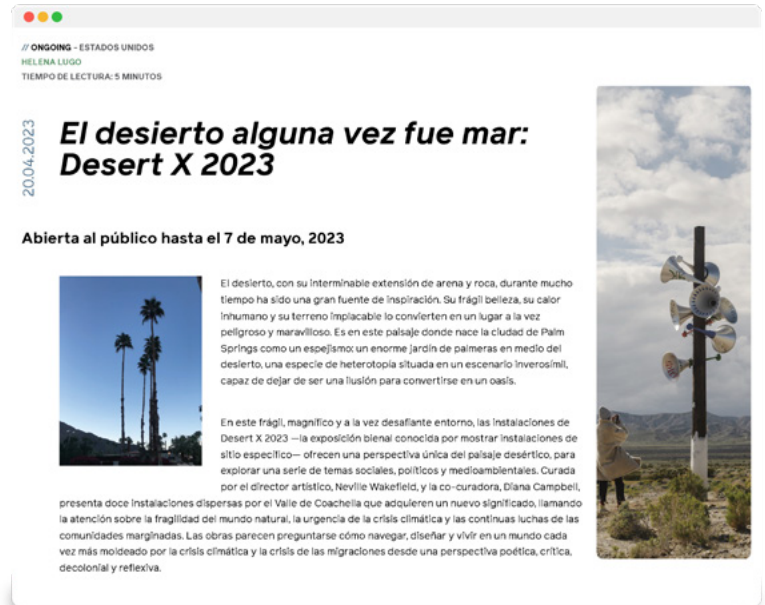 // ONGOING - ESTADOS UNIDOS
HELENA LUGO
TIEMPO DE LECTURA: 5 MINUTOS
20.04.2023
El desierto alguna vez fue mar:
Desert X 2023
Abierta al público hasta el 7 de mayo, 2023
El desierto, con su interminable extensión de arena y roca, durante mucho
tiempo ha sido una gran fuente de inspiración. Su frágil belleza, su calor
inhumano y su terreno implacable lo convierten en un lugar a la vez
peligroso y maravilloso. Es en este paisaje donde nace la ciudad de Palm
Springs como un espejismo: un enorme jardín de palmeras en medio del
desierto, una especie de heterotopía situada en un escenario inverosímil,
capaz de dejar de ser una ilusión para convertirse en un oasis.
En este frágil, magnífico y a la vez desafiante entorno, las instalaciones de
Desert X 2023 —la exposición bienal conocida por mostrar instalaciones de
sitio específico— ofrecen una perspectiva única del paisaje desértico, para
explorar una serie de temas sociales, políticos y medioambientales. Curada
por el director artístico, Neville Wakefield, y la co-curadora, Diana Campbell,
presenta doce instalaciones dispersas por el Valle de Coachella que adquieren un nuevo significado, llamando
la atención sobre la fragilidad del mundo natural, la urgencia de la crisis climática y las continuas luchas de las
comunidades marginadas. Las obras parecen preguntarse cómo navegar, diseñar y vivir en un mundo cada
vez más moldeado por la crisis climática y la crisis de las migraciones desde una perspectiva poética, crítica,
decolonial y reflexiva.